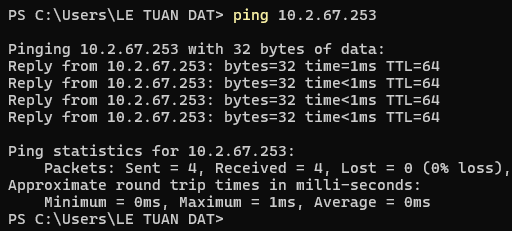 PS C:\Users\LE TUAN DAT> ping 10.2.67.253
Pinging 10.2.67.253 with 32 bytes of data:
Reply from 10.2.67.253: bytes=32 time=1ms TTL=64
Reply from 10.2.67.253: bytes=32 time<1ms TTL=64
Reply from 10.2.67.253: bytes=32 time<1ms TTL=64
Reply from 10.2.67.253: bytes=32 time<1ms TTL=64
Ping statistics for 10.2.67.253:
    Packets: Sent = 4, Received = 4, Lost = 0 (0% loss),
Approximate round trip times in milli-seconds:
    Minimum = 0ms, Maximum = 1ms, Average = 0ms
PS C:\Users\LE TUAN DAT>